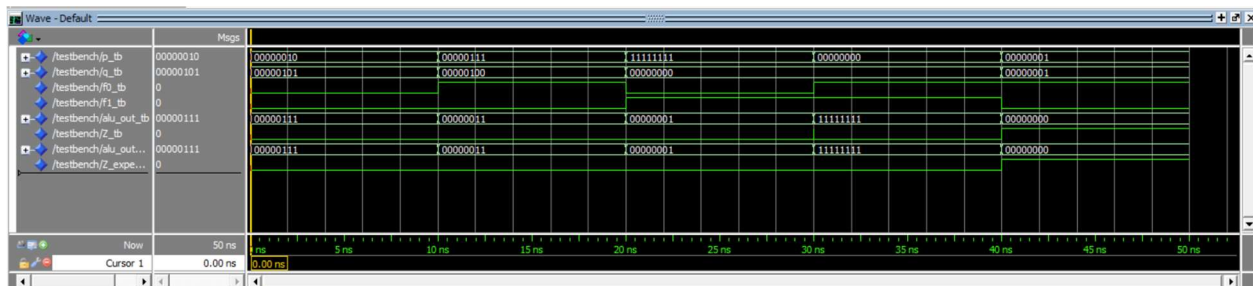 Wave - Default
Msgs
/testbench/p_tb 00000010 00000010 00000111 11111111 00000000 00000001
/testbench/q_tb 00000101 00000101 00000100 00000000 00000001
/testbench/f0_tb 0
/testbench/f1_tb 0
/testbench/alu_out_tb 00000111 00000111 00000011 00000001 11111111 00000000
/testbench/Z_tb 0
/testbench/alu_out... 00000111 00000111 00000011 00000001 11111111 00000000
/testbench/Z_expe... 0
Now 50 ns ns 5 ns 10 ns 15 ns 20 ns 25 ns 30 ns 35 ns 40 ns 45 ns 50 ns
Cursor 1 0.00 ns 0.00 ns